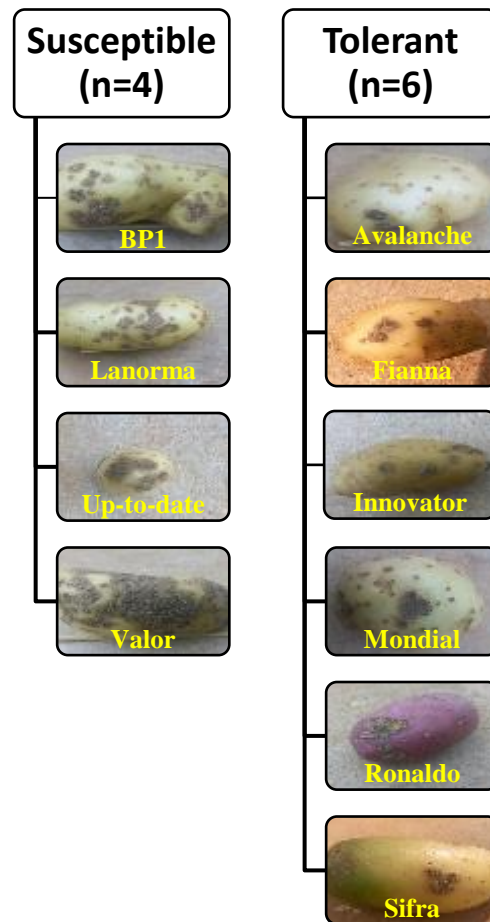 Susceptible
(n=4)
BP1
Lanorma
Up-to-date
Valor
Tolerant
(n=6)
Avalanche
Fianna
Innovator
Mondial
Ronaldo
Sifra